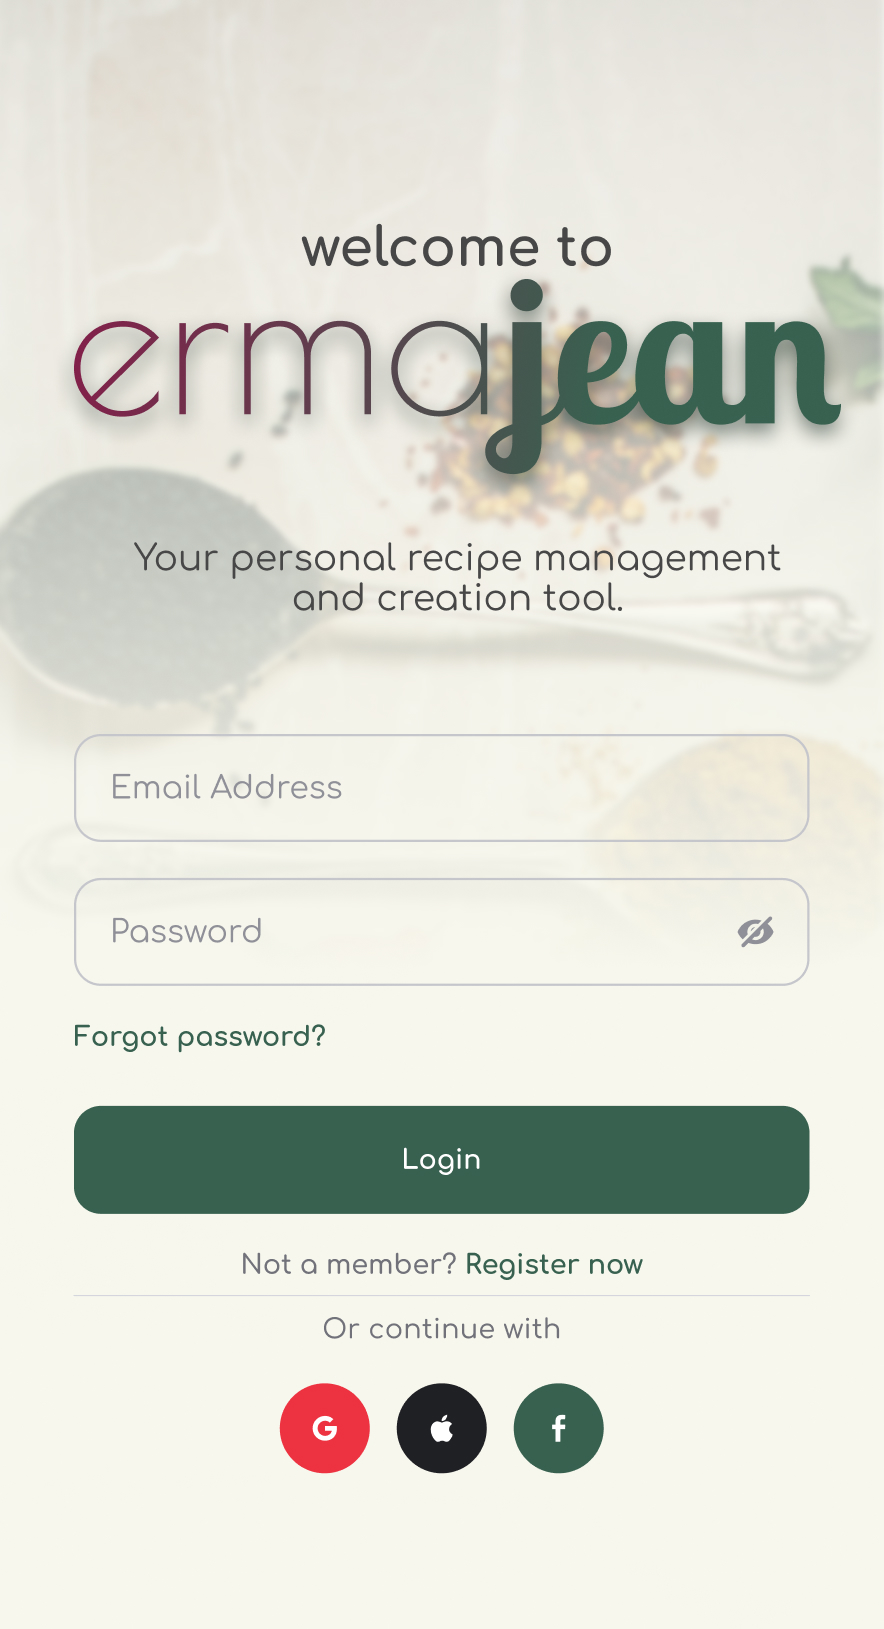 welcome to
ermajean
Your personal recipe management
and creation tool.
Email Address
Password
Forgot password?
Login
Not a member? Register now
Or continue with